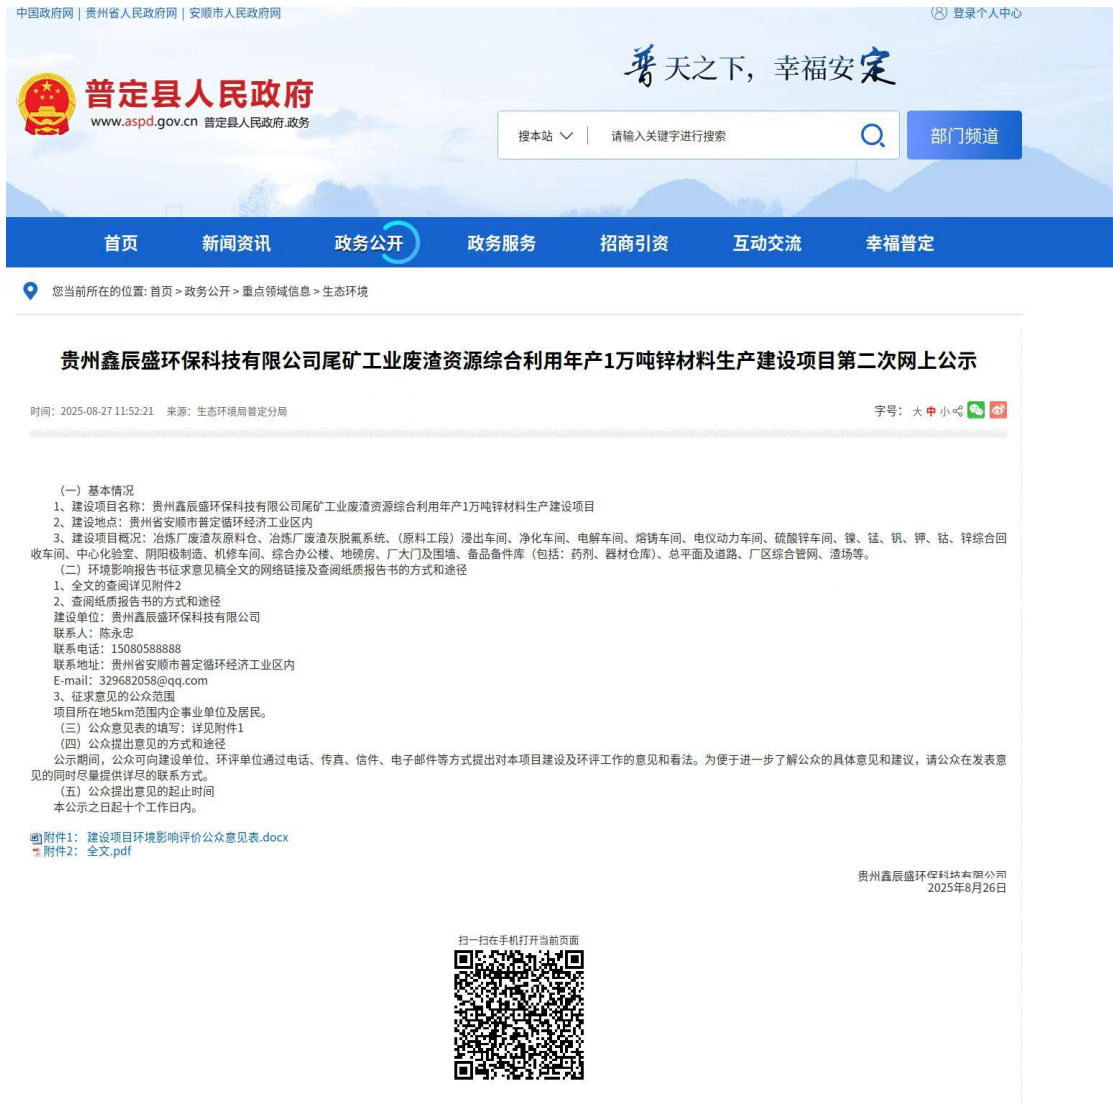 中国政府网 | 贵州省人民政府网 | 安顺市人民政府网
登录个人中心
普天之下，幸福安定
普定县人民政府
www.aspd.gov.cn 普定县人民政府.政务
搜本站
请输入关键字进行搜索
部门频道
首页 新闻资讯 政务公开 政务服务 招商引资 互动交流 幸福普定
您当前所在的位置: 首页 > 政务公开 > 重点领域信息 > 生态环境
贵州鑫辰盛环保科技有限公司尾矿工业废渣资源综合利用年产1万吨锌材料生产建设项目第二次网上公示
时间：2025-08-27 11:52:21 来源：生态环境局普定分局
字号： 大 中 小
（一）基本情况
1、建设项目名称：贵州鑫辰盛环保科技有限公司尾矿工业废渣资源综合利用年产1万吨锌材料生产建设项目
2、建设地点：贵州省安顺市普定循环经济工业区内
3、建设项目概况：冶炼厂废渣灰原料仓、冶炼厂废渣灰脱氟系统、（原料工段）浸出车间、净化车间、电解车间、熔铸车间、电仪动力车间、硫酸锌车间、镍、锰、钒、钾、钴、锌综合回
收车间、中心化验室、阴阳极制造、机修车间、综合办公楼、地磅房、厂大门及围墙、备品备件库（包括：药剂、器材仓库）、总平面及道路、厂区综合管网、渣场等。
（二）环境影响报告书征求意见稿全文的网络链接及查阅纸质报告书的方式和途径
1、全文的查阅详见附件2
2、查阅纸质报告书的方式和途径
建设单位：贵州鑫辰盛环保科技有限公司
联系人：陈永忠
联系电话：15080588888
联系地址：贵州省安顺市普定循环经济工业区内
E-mail：329682058@qq.com
3、征求意见的公众范围
项目所在地5km范围内企事业单位及居民。
（三）公众意见表的填写：详见附件1
（四）公众提出意见的方式和途径
公示期间，公众可向建设单位、环评单位通过电话、传真、信件、电子邮件等方式提出对本项目建设及环评工作的意见和看法。为便于进一步了解公众的具体意见和建议，请公众在发表意
见的同时尽量提供详尽的联系方式。
（五）公众提出意见的起止时间
本公示之日起十个工作日内。
附件1： 建设项目环境影响评价公众意见表.docx
附件2： 全文.pdf
贵州鑫辰盛环保科技有限公司
2025年8月26日
扫一扫在手机打开当前页面